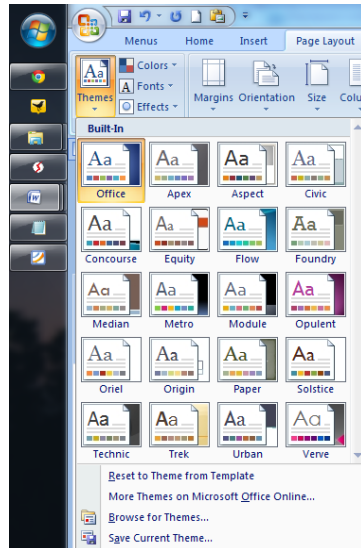 Menus Home Insert Page Layout
Aa Colors
A Fonts
Themes Effects Margins Orientation Size Colu
Built-In
Aa Aa Aa Aa
Office Apex Aspect Civic
Aa Aa Aa Aa
Concourse Equity Flow Foundry
Aa Aa Aa Aa
Median Metro Module Opulent
Aa Aa Aa Aa
Oriel Origin Paper Solstice
Aa Aa Aa Aa
Technic Trek Urban Verve
Reset to Theme from Template
More Themes on Microsoft Office Online...
Browse for Themes...
Save Current Theme...